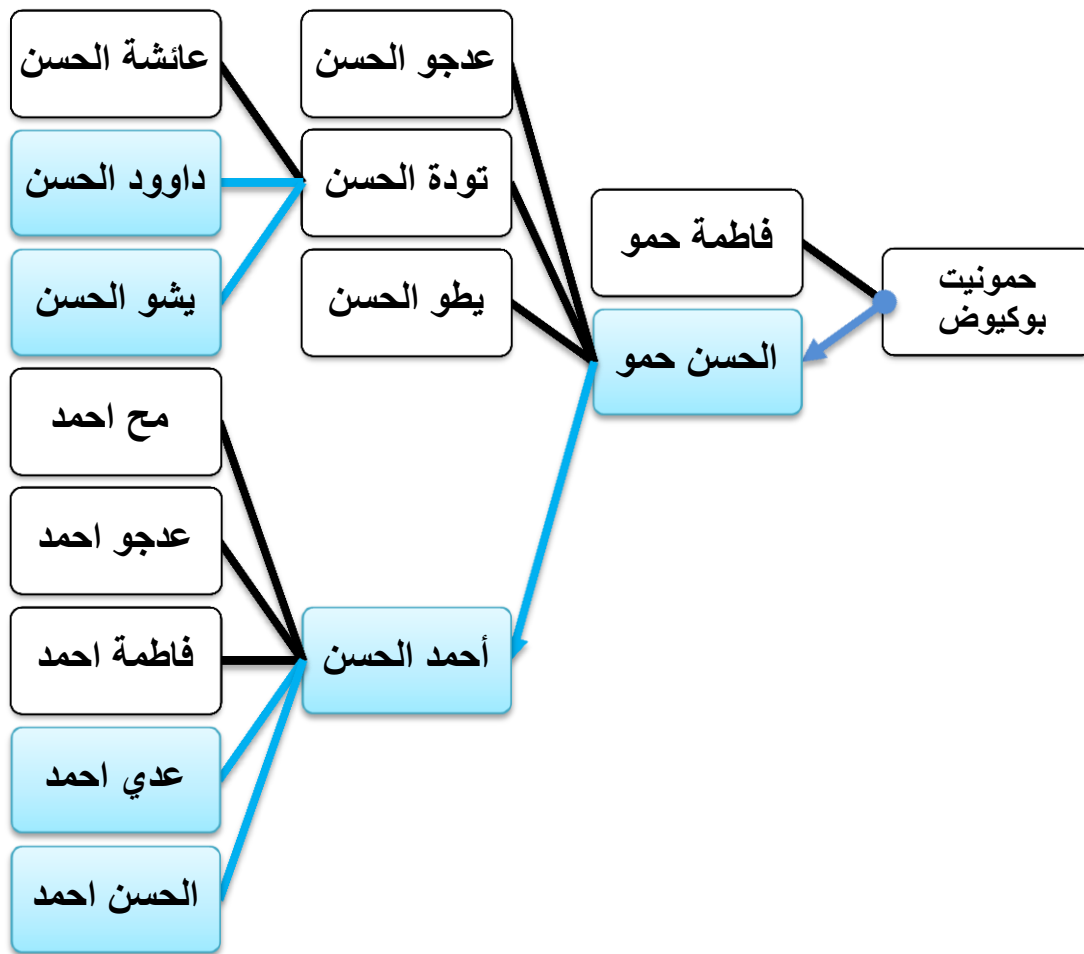 حمونيت
بوكيوض
فاطمة حمو
الحسن حمو
عدجو الحسن
تودة الحسن
يطو الحسن
أحمد الحسن
عائشة الحسن
داوود الحسن
يشو الحسن
مح احمد
عدجو احمد
فاطمة احمد
عدي احمد
الحسن احمد